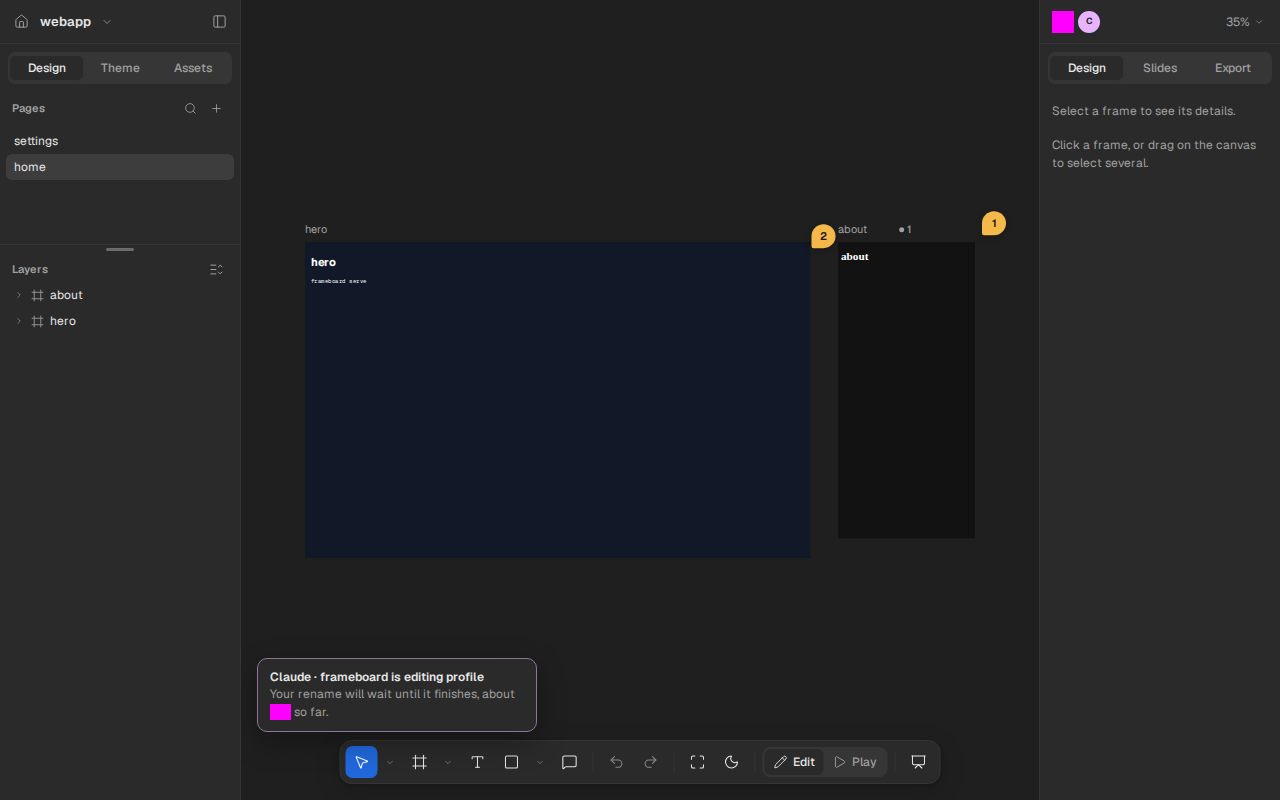 webapp
Design Theme Assets
Pages
settings
home
Layers
about
hero
hero
2
about
1
1
hero
frameboard serve
about
Claude · frameboard is editing profile
Your rename will wait until it finishes, about
so far.
Edit Play
C
35%
Design Slides Export
Select a frame to see its details.
Click a frame, or drag on the canvas
to select several.